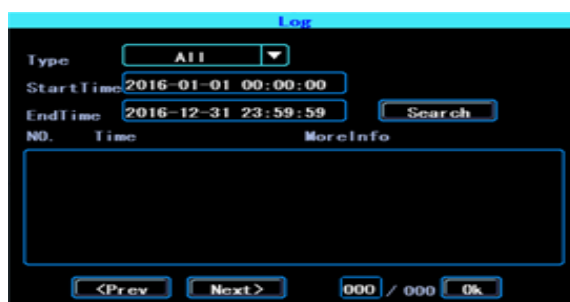 Log
Type All
StartTime 2016-01-01 00:00:00
EndTime 2016-12-31 23:59:59 Search
NO. Time MoreInfo
<Prev Next> 000 / 000 Ok